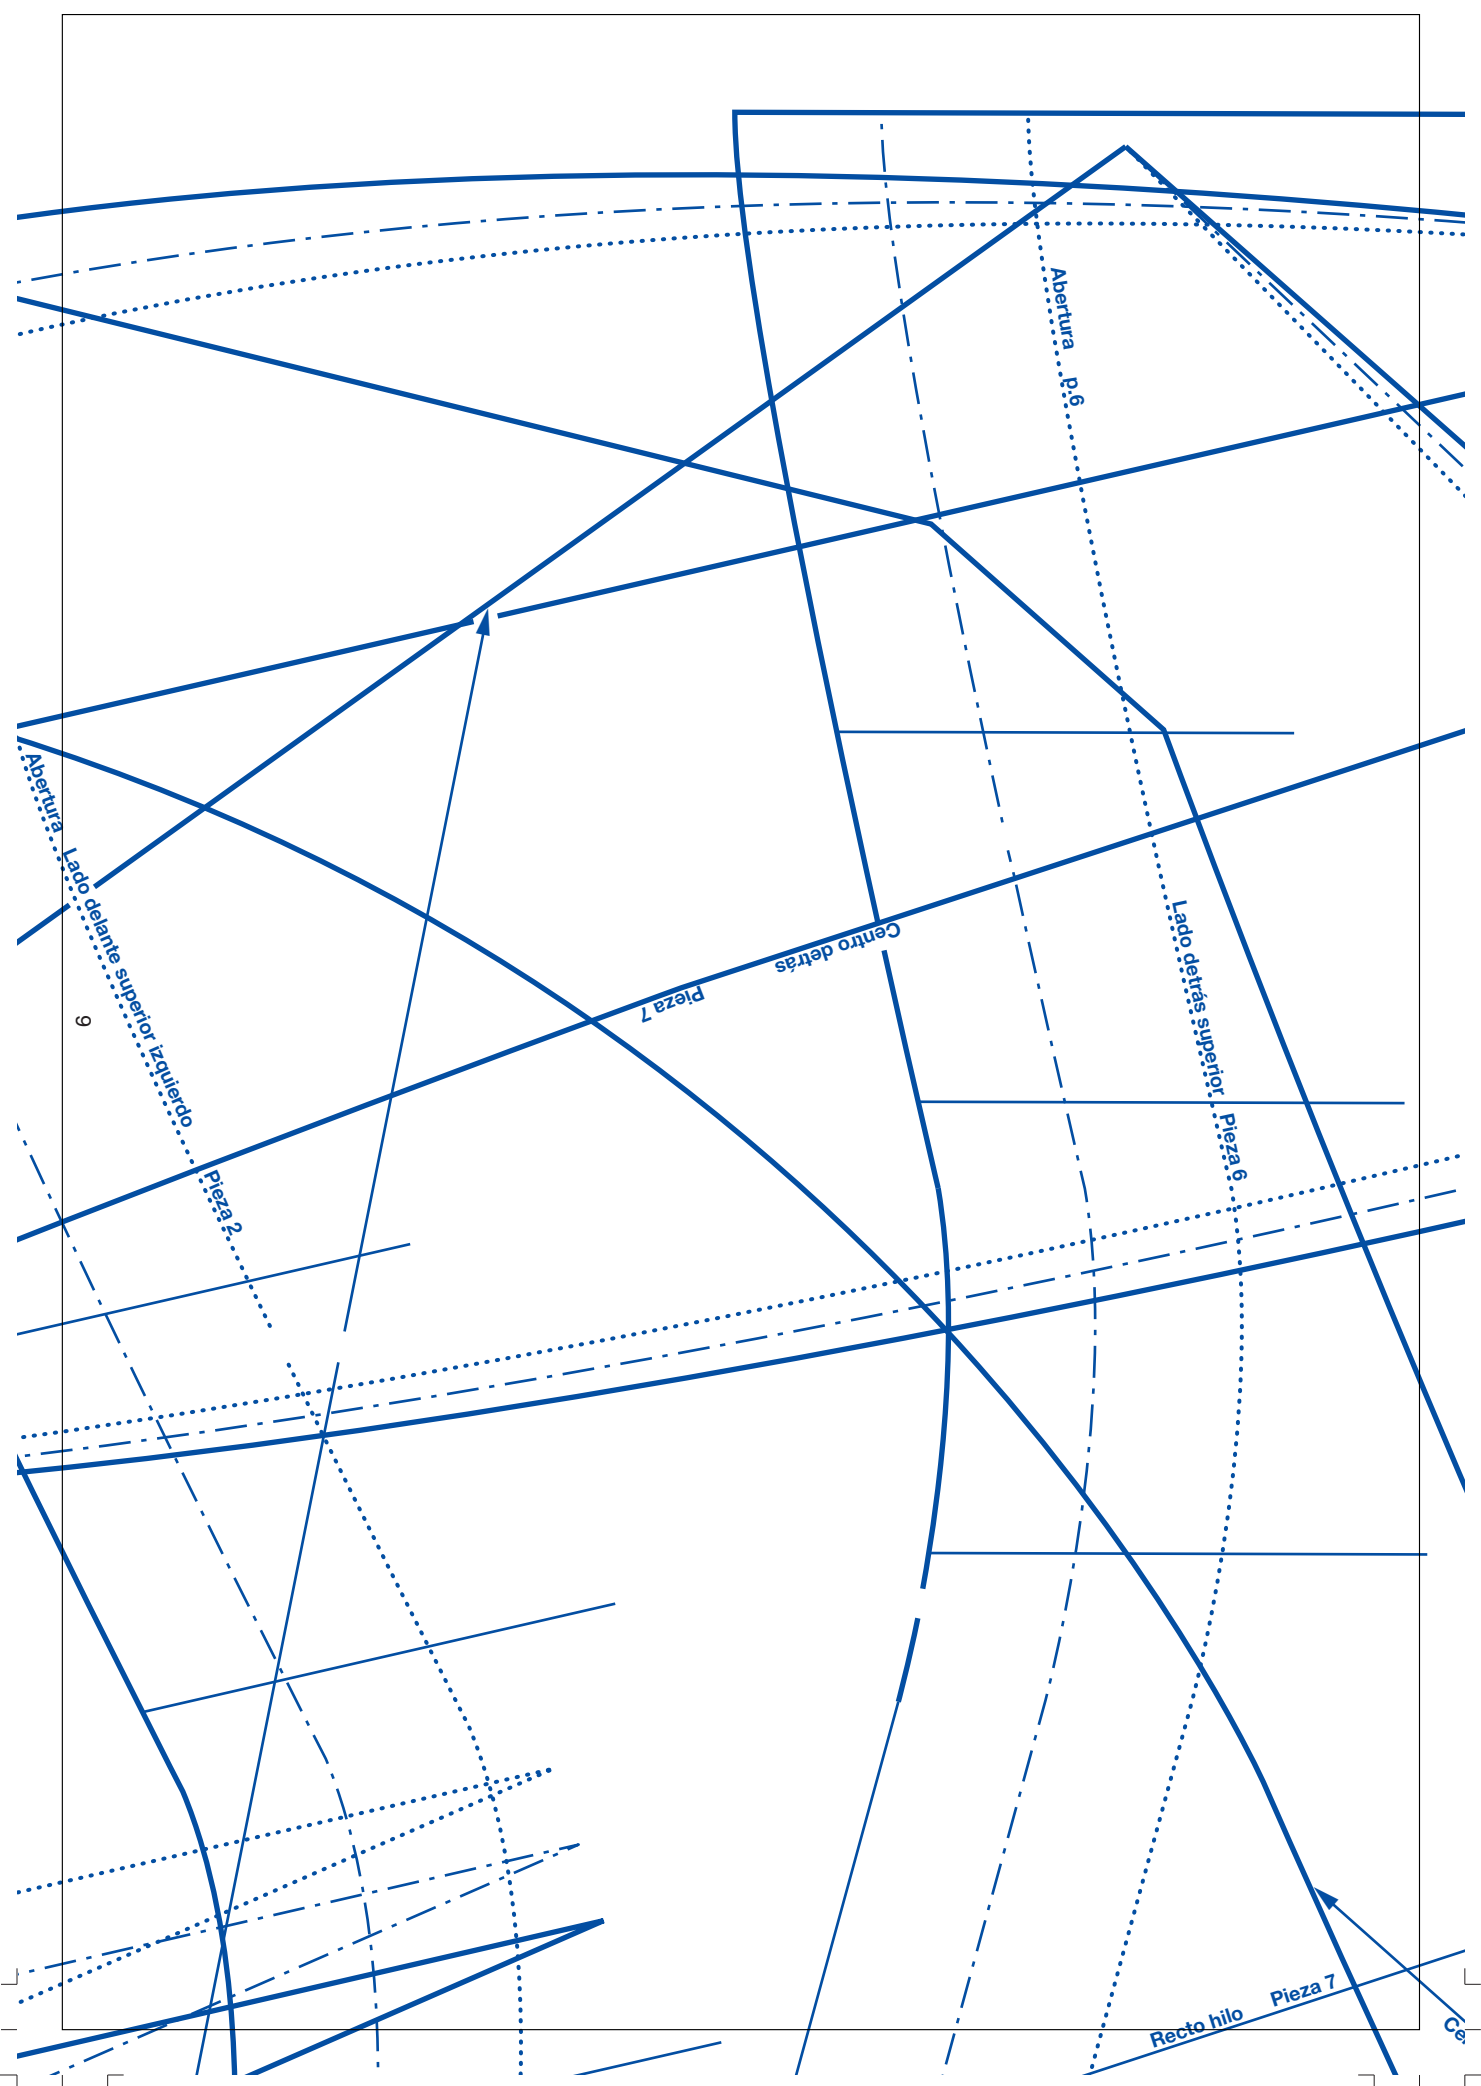 Abertura p.6
Abertura Lado delante superior izquierdo Pieza 2
Centro detrás
Pieza 7
Lado detrás superior Pieza 6
9
Recto hilo Pieza 7